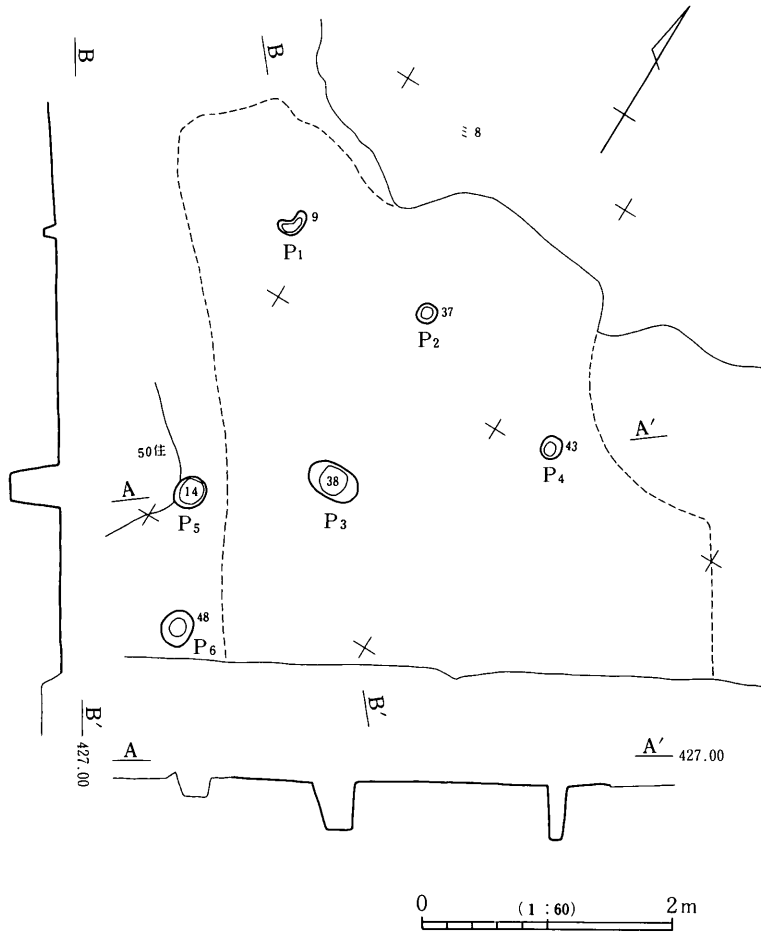 B
B
ミ 8
9
P₁
37
P₂
A′
50住
A
14
P₅
38
P₃
43
P₄
48
P₆
B′
427.00
B′
A
A′ 427.00
0 (1 : 60) 2m